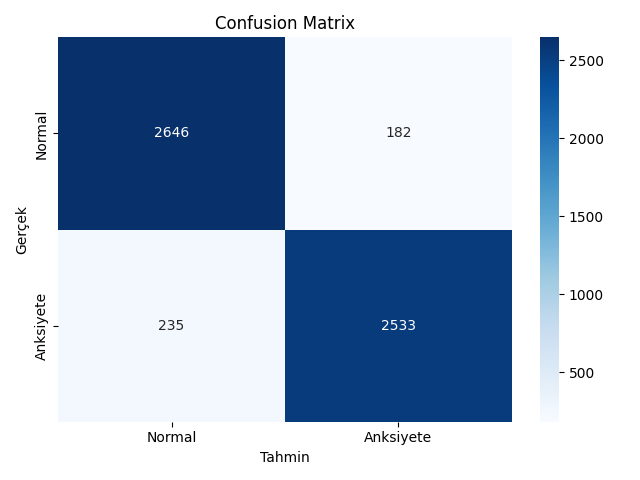 Confusion Matrix
Gerçek
Normal
2646
182
Anksiyete
235
2533
Normal
Anksiyete
Tahmin
2500
2000
1500
1000
500